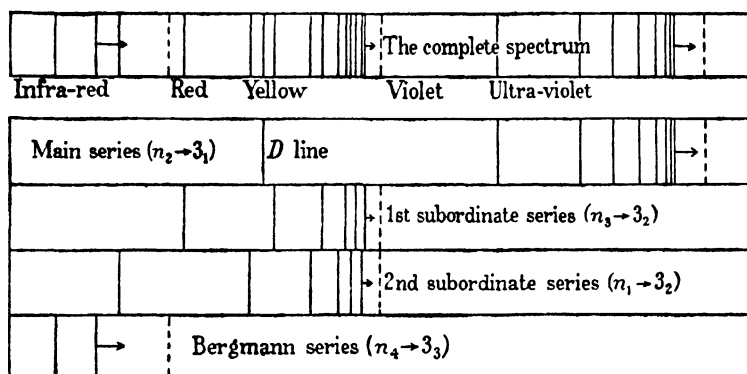 The complete spectrum
Infra-red Red Yellow Violet Ultra-violet
Main series (n₂→3₁) D line
1st subordinate series (n₃→3₂)
2nd subordinate series (n₁→3₂)
Bergmann series (n₄→3₃)